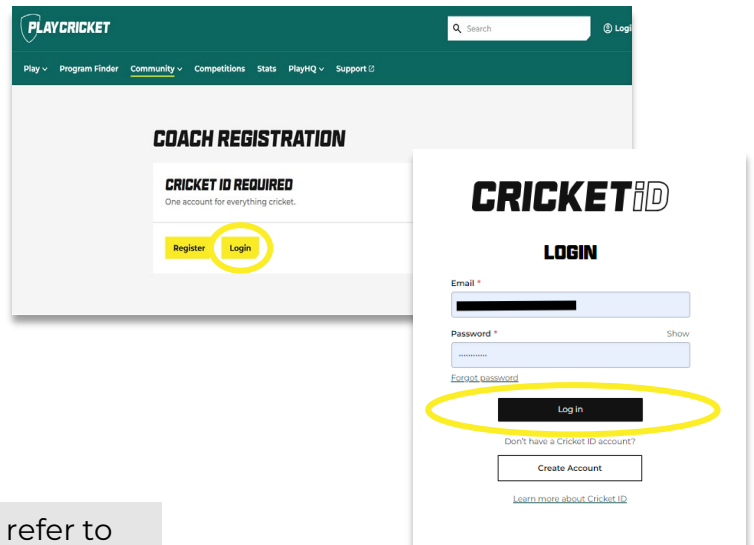 PLAYCRICKET
Search
Logi
Play Program Finder Community Competitions Stats PlayHQ Support
COACH REGISTRATION
CRICKET ID REQUIRED
One account for everything cricket.
Register Login
CRICKETID
LOGIN
Email *
Password * Show
Forgot password
Log in
Don't have a Cricket ID account?
Create Account
Learn more about Cricket ID
refer to